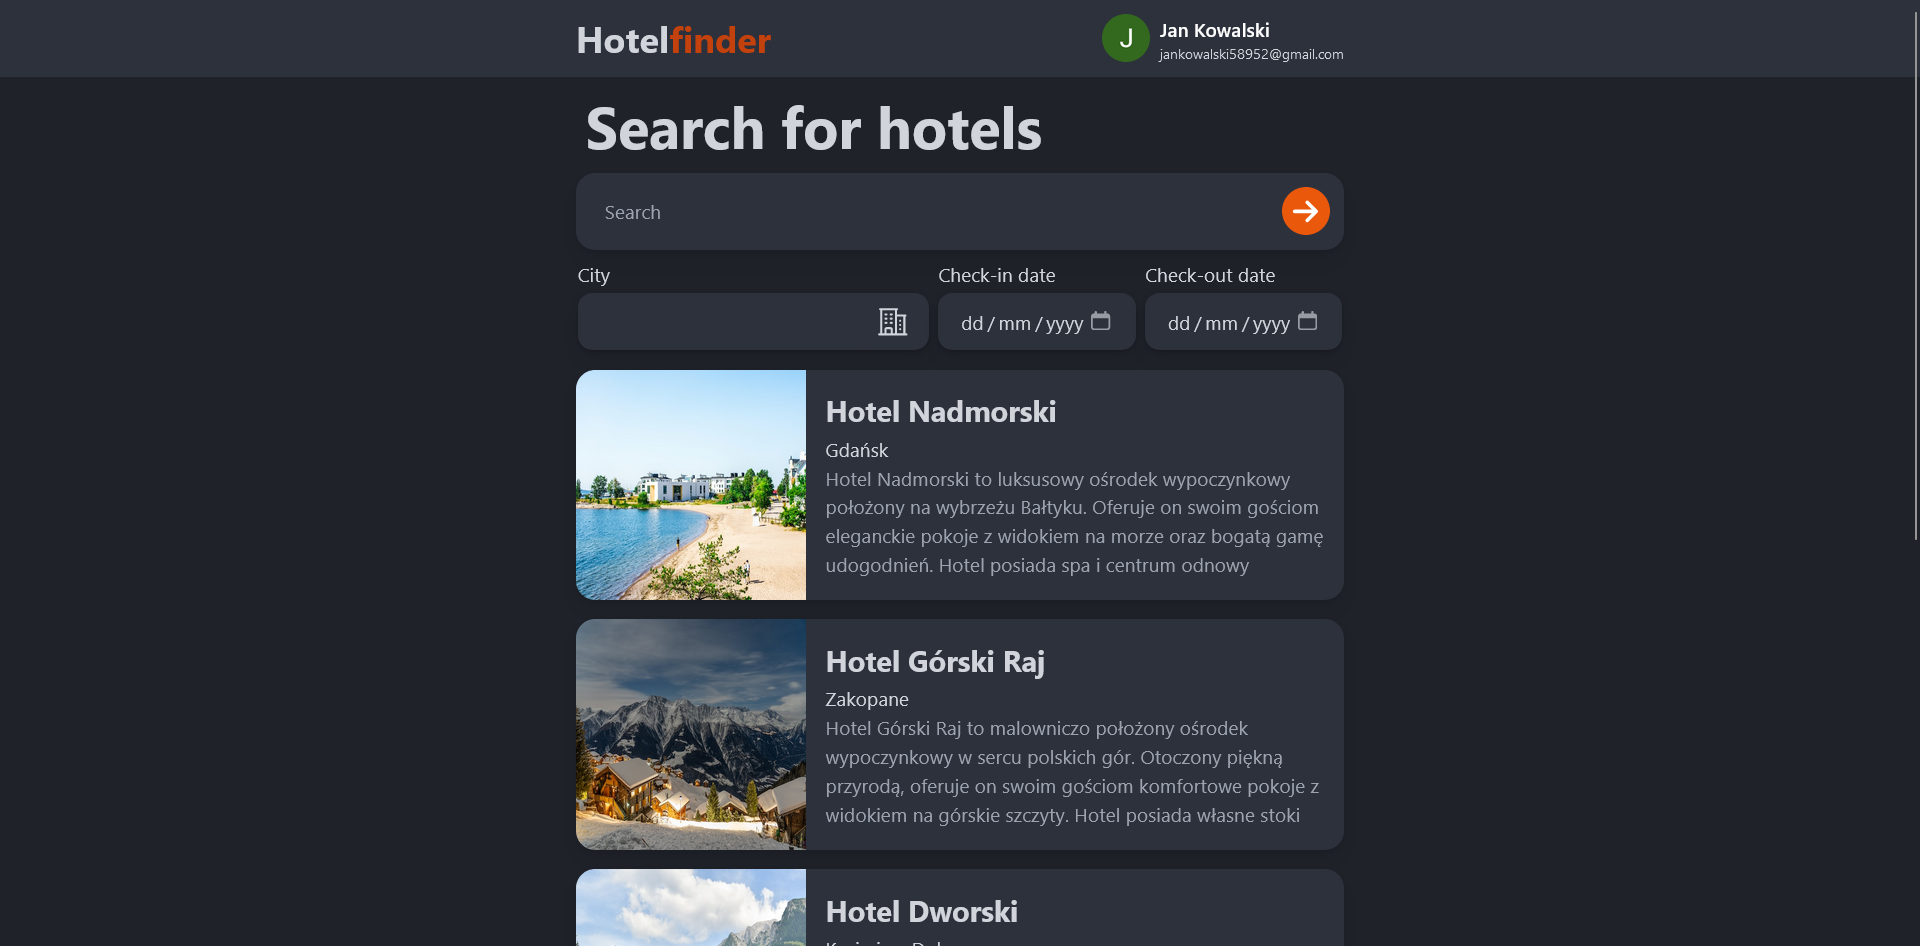 Hotelfinder
J
Jan Kowalski
jankowalski58952@gmail.com
Search for hotels
Search
City
Check-in date
Check-out date
dd/mm/yyyy
dd/mm/yyyy
Hotel Nadmorski
Gdańsk
Hotel Nadmorski to luksusowy ośrodek wypoczynkowy
położony na wybrzeżu Bałtyku. Oferuje on swoim gościom
eleganckie pokoje z widokiem na morze oraz bogatą gamę
udogodnień. Hotel posiada spa i centrum odnowy
Hotel Górski Raj
Zakopane
Hotel Górski Raj to malowniczo położony ośrodek
wypoczynkowy w sercu polskich gór. Otoczony piękną
przyrodą, oferuje on swoim gościom komfortowe pokoje z
widokiem na górskie szczyty. Hotel posiada własne stoki
Hotel Dworski